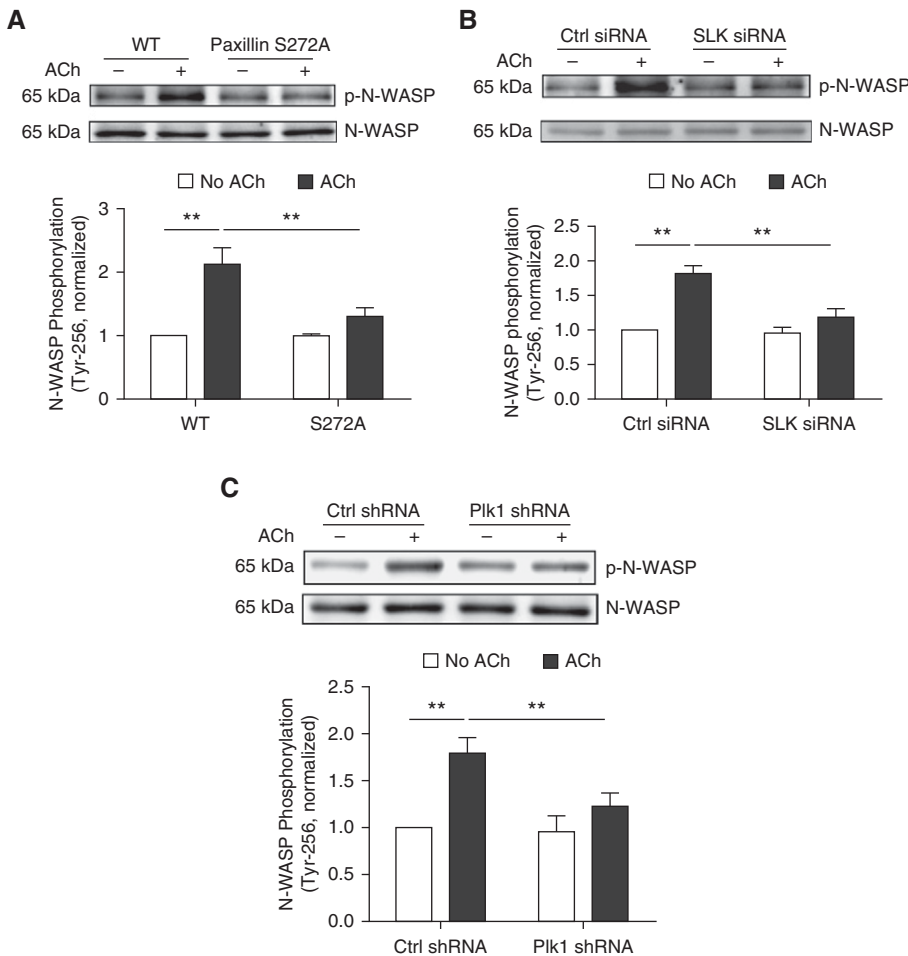 A
WT Paxillin S272A
ACh – + – +
65 kDa p-N-WASP
65 kDa N-WASP
No ACh ACh
N-WASP Phosphorylation
(Tyr-256, normalized)
3
2
1
0
** **
WT S272A
B
Ctrl siRNA SLK siRNA
ACh – + – +
65 kDa p-N-WASP
65 kDa N-WASP
No ACh ACh
N-WASP phosphorylation
(Tyr-256, normalized)
2.5
2.0
1.5
1.0
0.5
0.0
** **
Ctrl siRNA SLK siRNA
C
Ctrl shRNA Plk1 shRNA
ACh – + – +
65 kDa p-N-WASP
65 kDa N-WASP
No ACh ACh
N-WASP Phosphorylation
(Tyr-256, normalized)
2.5
2.0
1.5
1.0
0.5
0.0
** **
Ctrl shRNA Plk1 shRNA